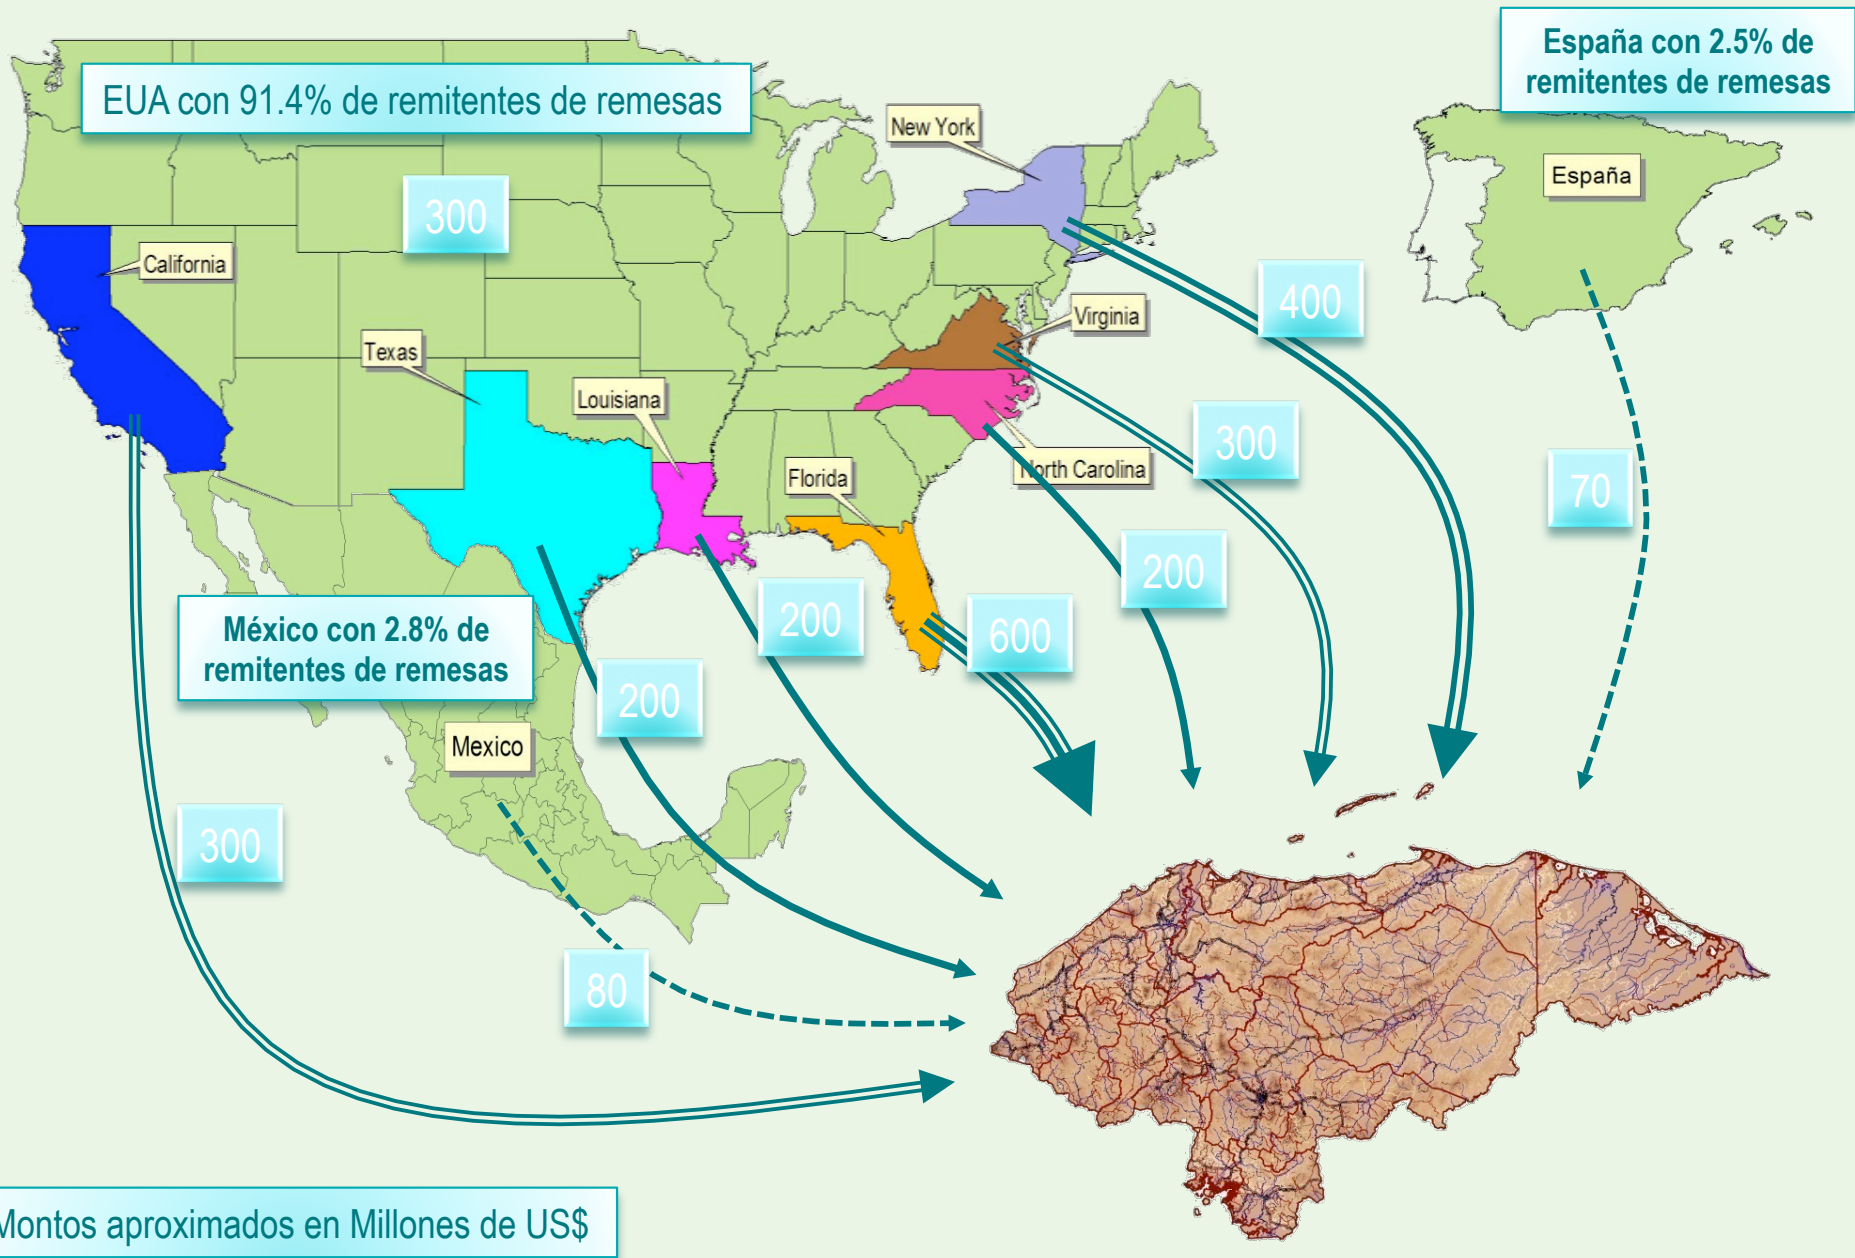 España con 2.5% de
remitentes de remesas
EUA con 91.4% de remitentes de remesas
New York
España
300
California
400
Virginia
Texas
Louisiana
300
Florida
North Carolina
70
200
200
600
México con 2.8% de
remitentes de remesas
200
Mexico
300
80
Montos aproximados en Millones de US$